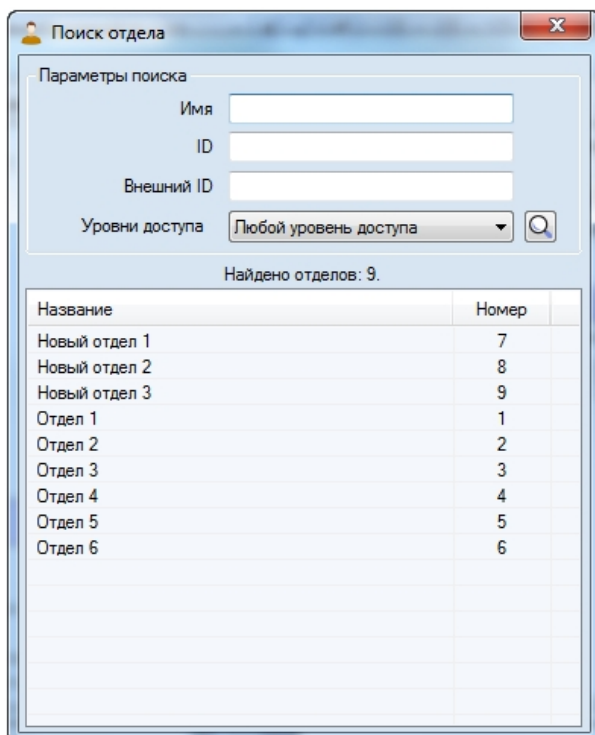 Поиск отдела
Параметры поиска
Имя
ID
Внешний ID
Уровни доступа Любой уровень доступа
Найдено отделов: 9.
Название Номер
Новый отдел 1 7
Новый отдел 2 8
Новый отдел 3 9
Отдел 1 1
Отдел 2 2
Отдел 3 3
Отдел 4 4
Отдел 5 5
Отдел 6 6